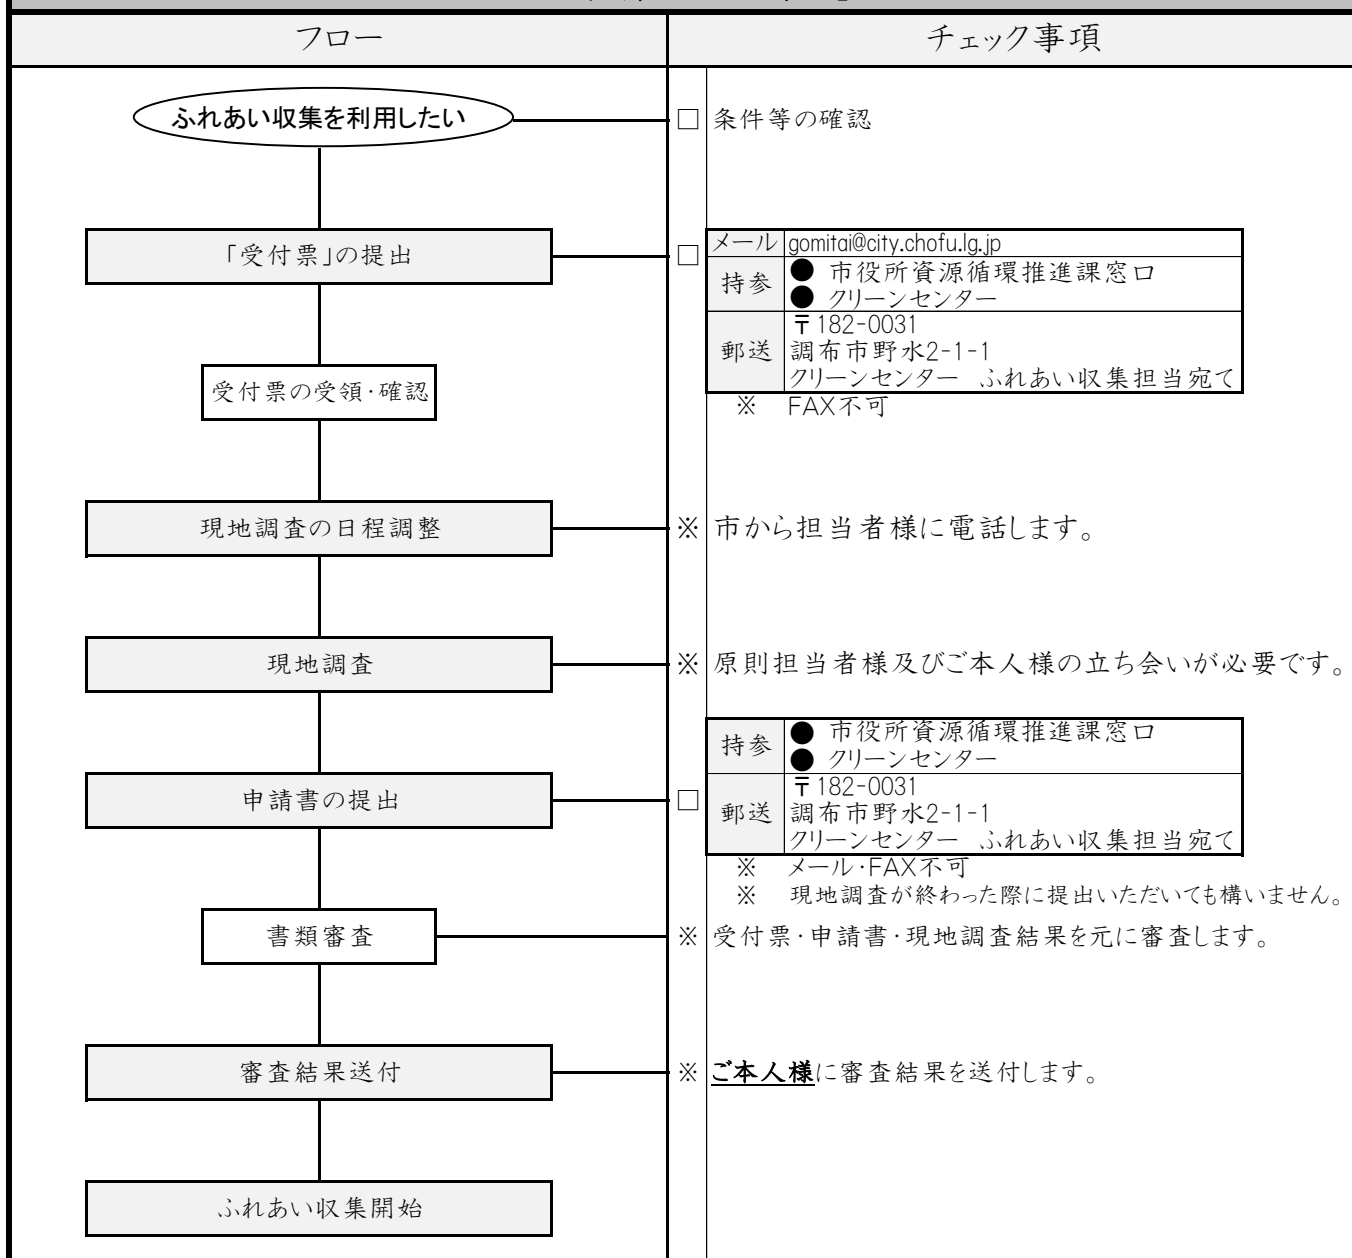 フロー
チェック事項
ふれあい収集を利用したい
□ 条件等の確認
「受付票」の提出
□
メール gomitai@city.chofu.lg.jp
持参
● 市役所資源循環推進課窓口
● クリーンセンター
郵送
〒182-0031
調布市野水2-1-1
クリーンセンター ふれあい収集担当宛て
※ FAX不可
受付票の受領・確認
現地調査の日程調整
※ 市から担当者様に電話します。
現地調査
※ 原則担当者様及びご本人様の立ち会いが必要です。
申請書の提出
□
持参
● 市役所資源循環推進課窓口
● クリーンセンター
郵送
〒182-0031
調布市野水2-1-1
クリーンセンター ふれあい収集担当宛て
※ メール・FAX不可
※ 現地調査が終わった際に提出いただいても構いません。
書類審査
※ 受付票・申請書・現地調査結果を元に審査します。
審査結果送付
※ ご本人様に審査結果を送付します。
ふれあい収集開始